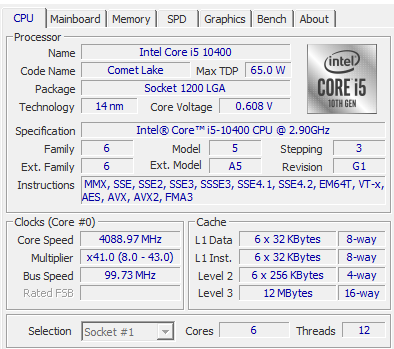 CPU Mainboard Memory SPD Graphics Bench About
Processor
Name Intel Core i5 10400
Code Name Comet Lake Max TDP 65.0 W
Package Socket 1200 LGA
Technology 14 nm Core Voltage 0.608 V
intel
CORE i5
10TH GEN
Specification Intel® Core™ i5-10400 CPU @ 2.90GHz
Family 6 Model 5 Stepping 3
Ext. Family 6 Ext. Model A5 Revision G1
Instructions MMX, SSE, SSE2, SSE3, SSSE3, SSE4.1, SSE4.2, EM64T, VT-x,
AES, AVX, AVX2, FMA3
Clocks (Core #0)
Core Speed 4088.97 MHz
Multiplier x41.0 (8.0 - 43.0)
Bus Speed 99.73 MHz
Rated FSB
Cache
L1 Data 6 x 32 KBytes 8-way
L1 Inst. 6 x 32 KBytes 8-way
Level 2 6 x 256 KBytes 4-way
Level 3 12 MBytes 16-way
Selection Socket #1 Cores 6 Threads 12